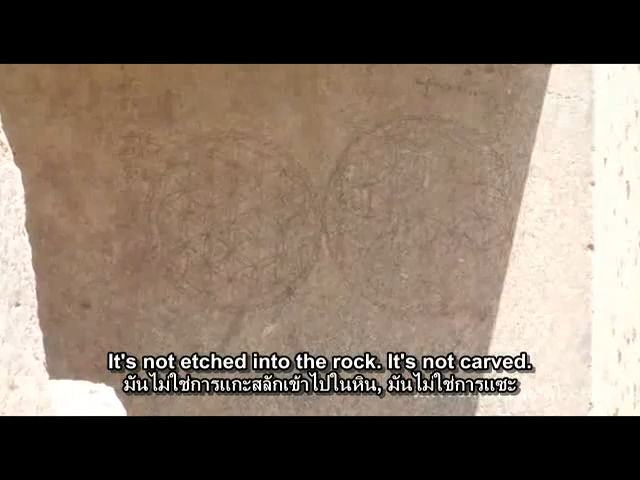 It's not etched into the rock. It's not carved.
มันไม่ใช่การแกะสลักเข้าไปในหิน, มันไม่ใช่การแซะ